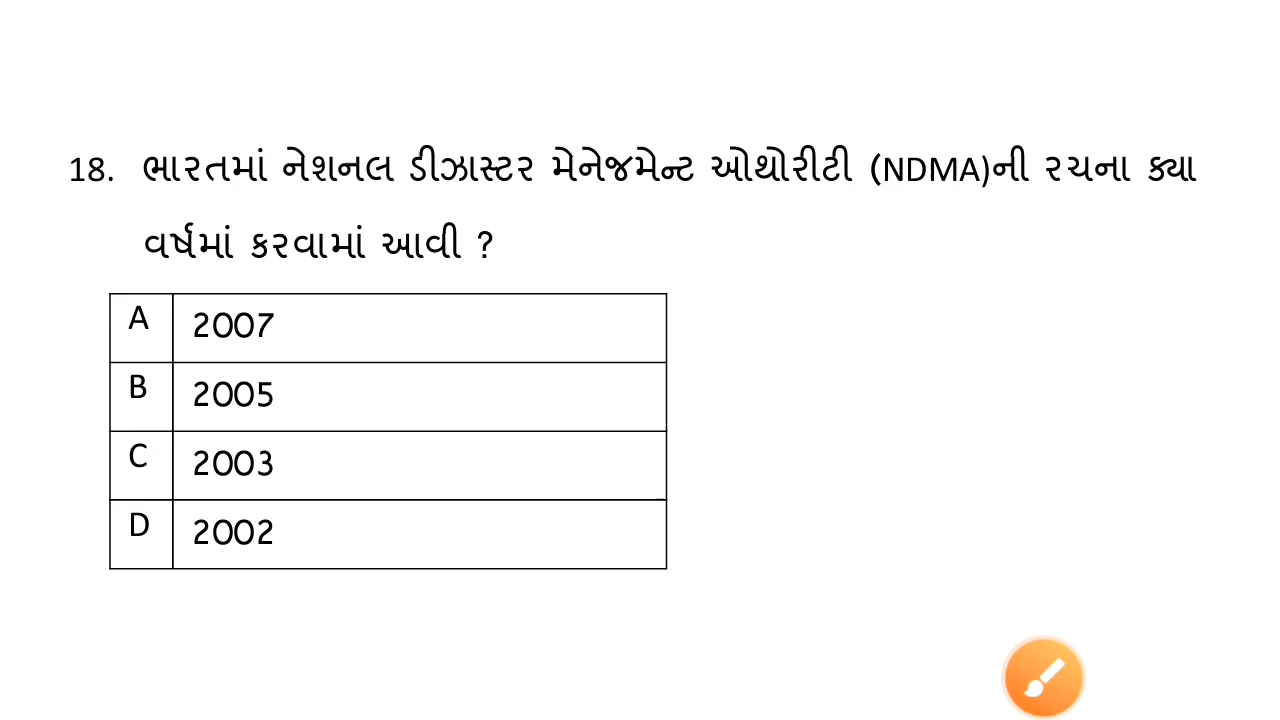 18. ભારતમાં નેશનલ ડીઝાસ્ટર મેનેજમેન્ટ ઓથોરીટી (NDMA)ની રચના ક્યા
વર્ષમાં કરવામાં આવી ?
A 2007
B 2005
C 2003
D 2002